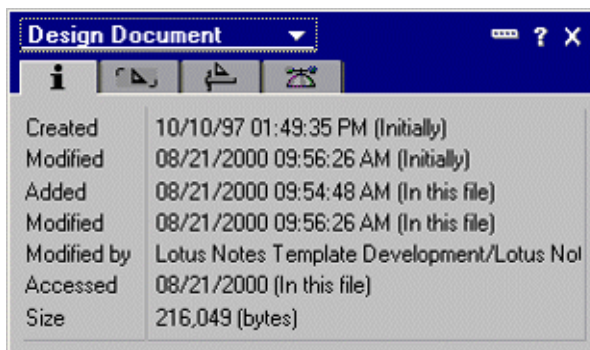 Design Document
? X
i
Created 10/10/97 01:49:35 PM (Initially)
Modified 08/21/2000 09:56:26 AM (Initially)
Added 08/21/2000 09:54:48 AM (In this file)
Modified 08/21/2000 09:56:26 AM (In this file)
Modified by Lotus Notes Template Development/Lotus Not
Accessed 08/21/2000 (In this file)
Size 216,049 (bytes)